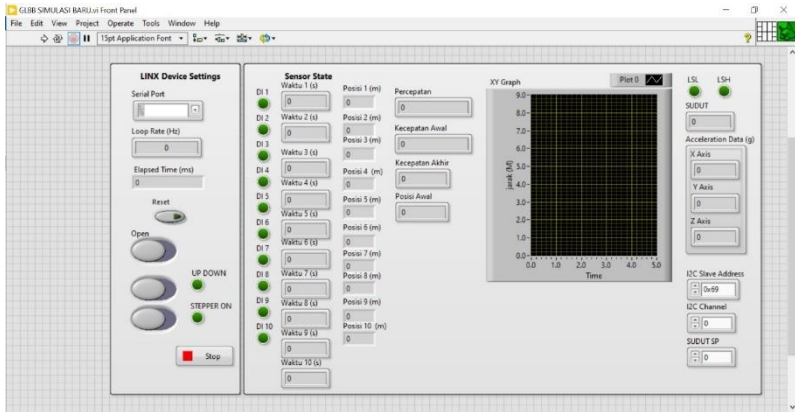 GLBB SIMULASI BARU.vi Front Panel
File Edit View Project Operate Tools Window Help
15pt Application Font
LINX Device Settings
Serial Port
Loop Rate (Hz)
0
Elapsed Time (ms)
0
Reset
Open
UP DOWN
STEPPER ON
Stop
Sensor State
DI 1
Waktu 1 (s)
0
Posisi 1 (m)
0
DI 2
Waktu 2 (s)
0
Posisi 2 (m)
0
DI 3
Waktu 3 (s)
0
Posisi 3 (m)
0
DI 4
Waktu 4 (s)
0
Posisi 4 (m)
0
DI 5
Waktu 5 (s)
0
Posisi 5 (m)
0
DI 6
Waktu 6 (s)
0
Posisi 6 (m)
0
DI 7
Waktu 7 (s)
0
Posisi 7 (m)
0
DI 8
Waktu 8 (s)
0
Posisi 8 (m)
0
DI 9
Waktu 9 (s)
0
Posisi 9 (m)
0
DI 10
Waktu 10 (s)
0
Posisi 10 (m)
0
Percepatan
0
Kecepatan Awal
0
Kecepatan Akhir
0
Posisi Awal
0
XY Graph
Plot 0
jarak (M)
9.0
8.0
7.0
6.0
5.0
4.0
3.0
2.0
1.0
0.0
0.0 1.0 2.0 3.0 4.0 5.0
Time
LSL LSH
SUDUT
0
Acceleration Data (g)
X Axis
0
Y Axis
0
Z Axis
0
I2C Slave Address
0x69
I2C Channel
0
SUDUT SP
0